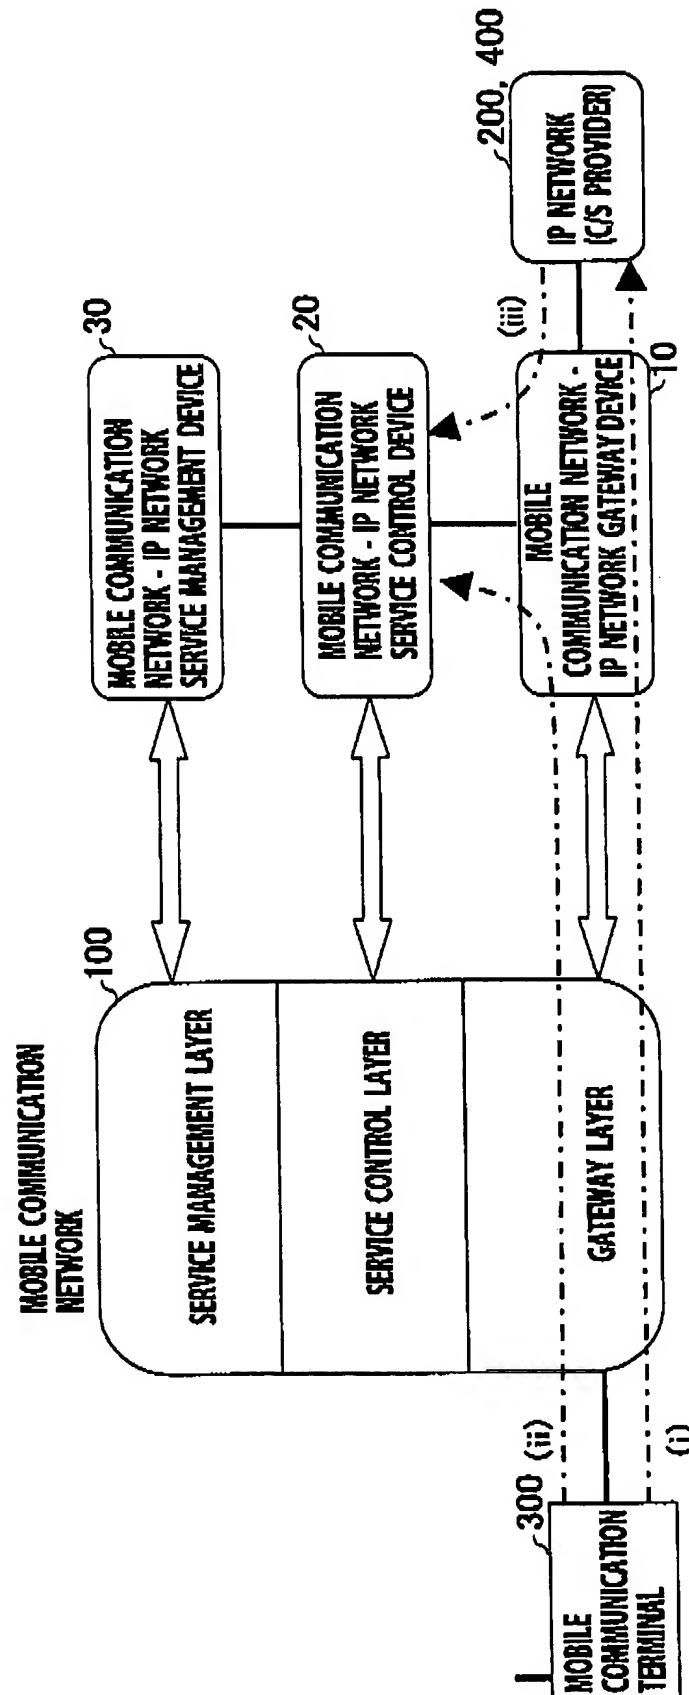 MOBILE COMMUNICATION
NETWORK
100
SERVICE MANAGEMENT LAYER
SERVICE CONTROL LAYER
GATEWAY LAYER
30
MOBILE COMMUNICATION
NETWORK - IP NETWORK
SERVICE MANAGEMENT DEVICE
20
MOBILE COMMUNICATION
NETWORK - IP NETWORK
SERVICE CONTROL DEVICE
MOBILE
COMMUNICATION NETWORK -
IP NETWORK GATEWAY DEVICE
10
200, 400
IP NETWORK
(C/S PROVIDER)
(iii)
300
(ii)
(i)
MOBILE
COMMUNICATION
TERMINAL